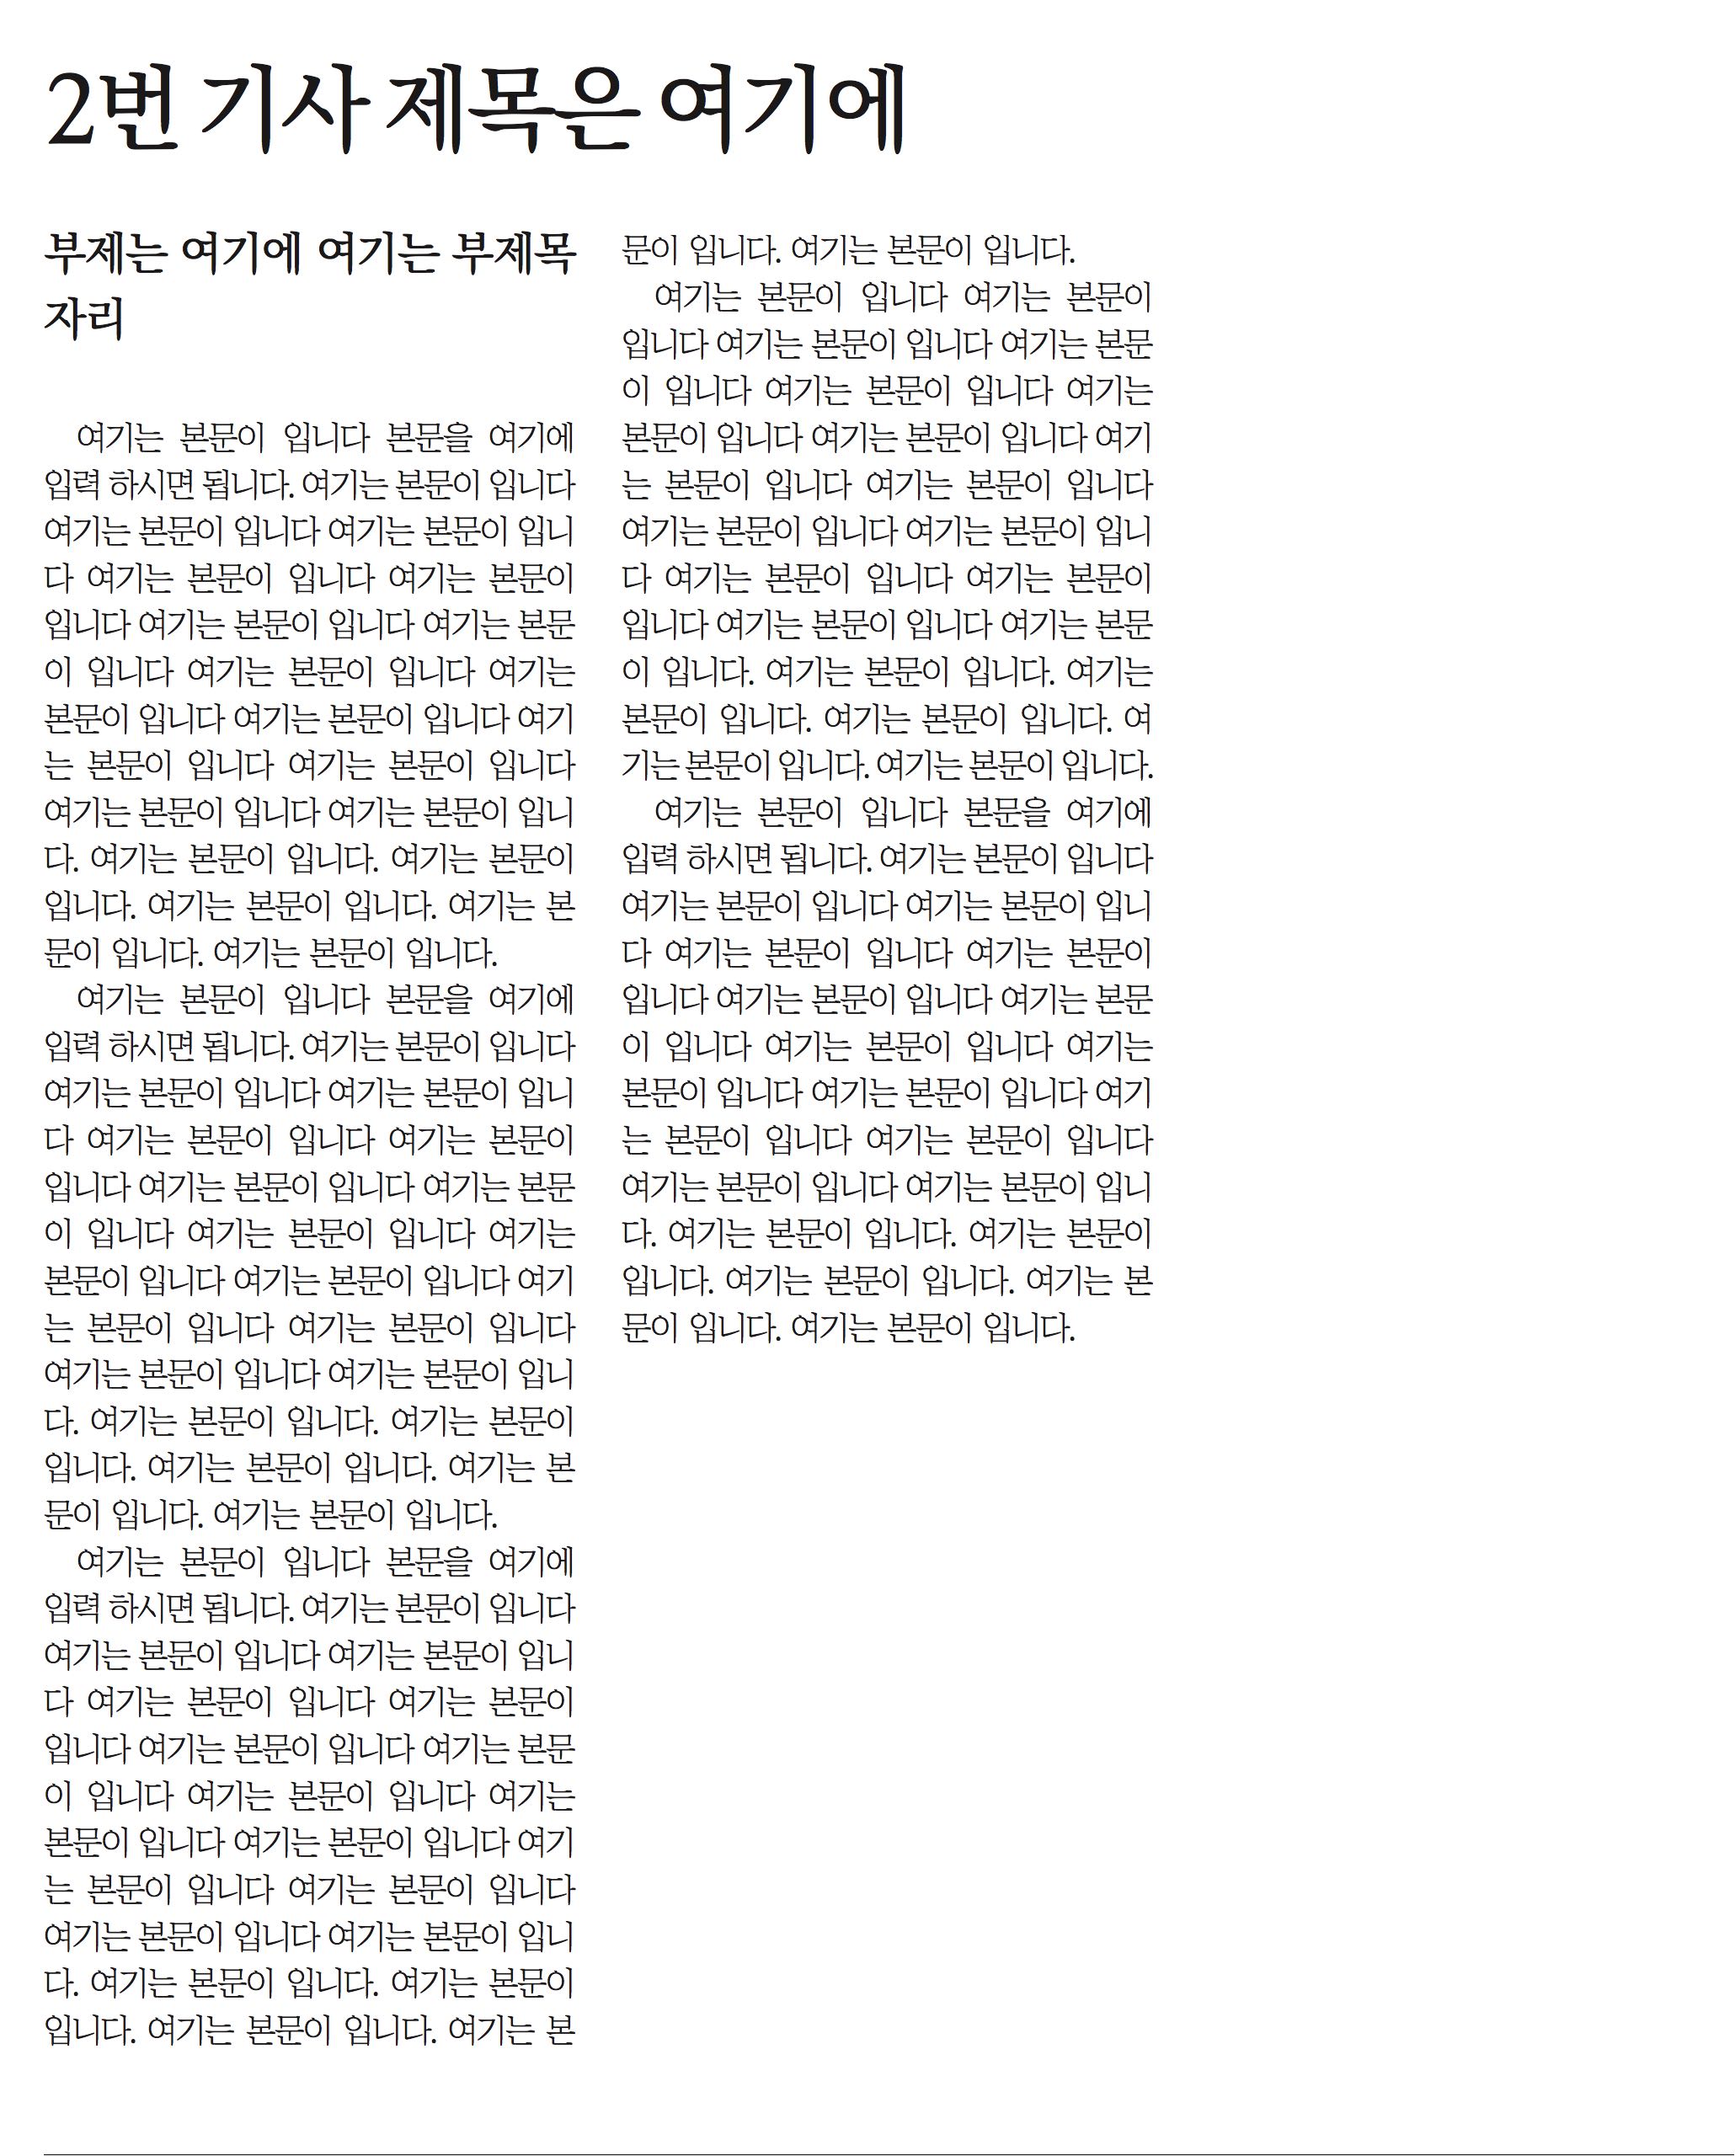 2번 기사 제목은 여기에
부제는 여기에 여기는 부제목
자리
여기는 본문이 입니다 본문을 여기에
입력 하시면 됩니다. 여기는 본문이 입니다
여기는 본문이 입니다 여기는 본문이 입니
다 여기는 본문이 입니다 여기는 본문이
입니다 여기는 본문이 입니다 여기는 본문
이 입니다 여기는 본문이 입니다 여기는
본문이 입니다 여기는 본문이 입니다 여기
는 본문이 입니다 여기는 본문이 입니다
여기는 본문이 입니다 여기는 본문이 입니
다. 여기는 본문이 입니다. 여기는 본문이
입니다. 여기는 본문이 입니다. 여기는 본
문이 입니다. 여기는 본문이 입니다.
여기는 본문이 입니다 본문을 여기에
입력 하시면 됩니다. 여기는 본문이 입니다
여기는 본문이 입니다 여기는 본문이 입니
다 여기는 본문이 입니다 여기는 본문이
입니다 여기는 본문이 입니다 여기는 본문
이 입니다 여기는 본문이 입니다 여기는
본문이 입니다 여기는 본문이 입니다 여기
는 본문이 입니다 여기는 본문이 입니다
여기는 본문이 입니다 여기는 본문이 입니
다. 여기는 본문이 입니다. 여기는 본문이
입니다. 여기는 본문이 입니다. 여기는 본
문이 입니다. 여기는 본문이 입니다.
여기는 본문이 입니다 본문을 여기에
입력 하시면 됩니다. 여기는 본문이 입니다
여기는 본문이 입니다 여기는 본문이 입니
다 여기는 본문이 입니다 여기는 본문이
입니다 여기는 본문이 입니다 여기는 본문
이 입니다 여기는 본문이 입니다 여기는
본문이 입니다 여기는 본문이 입니다 여기
는 본문이 입니다 여기는 본문이 입니다
여기는 본문이 입니다 여기는 본문이 입니
다. 여기는 본문이 입니다. 여기는 본문이
입니다. 여기는 본문이 입니다. 여기는 본
문이 입니다. 여기는 본문이 입니다.
여기는 본문이 입니다 여기는 본문이
입니다 여기는 본문이 입니다 여기는 본문
이 입니다 여기는 본문이 입니다 여기는
본문이 입니다 여기는 본문이 입니다 여기
는 본문이 입니다 여기는 본문이 입니다
여기는 본문이 입니다 여기는 본문이 입니
다 여기는 본문이 입니다 여기는 본문이
입니다 여기는 본문이 입니다 여기는 본문
이 입니다. 여기는 본문이 입니다. 여기는
본문이 입니다. 여기는 본문이 입니다. 여
기는 본문이 입니다. 여기는 본문이 입니다.
여기는 본문이 입니다 본문을 여기에
입력 하시면 됩니다. 여기는 본문이 입니다
여기는 본문이 입니다 여기는 본문이 입니
다 여기는 본문이 입니다 여기는 본문이
입니다 여기는 본문이 입니다 여기는 본문
이 입니다 여기는 본문이 입니다 여기는
본문이 입니다 여기는 본문이 입니다 여기
는 본문이 입니다 여기는 본문이 입니다
여기는 본문이 입니다 여기는 본문이 입니
다. 여기는 본문이 입니다. 여기는 본문이
입니다. 여기는 본문이 입니다. 여기는 본
문이 입니다. 여기는 본문이 입니다.